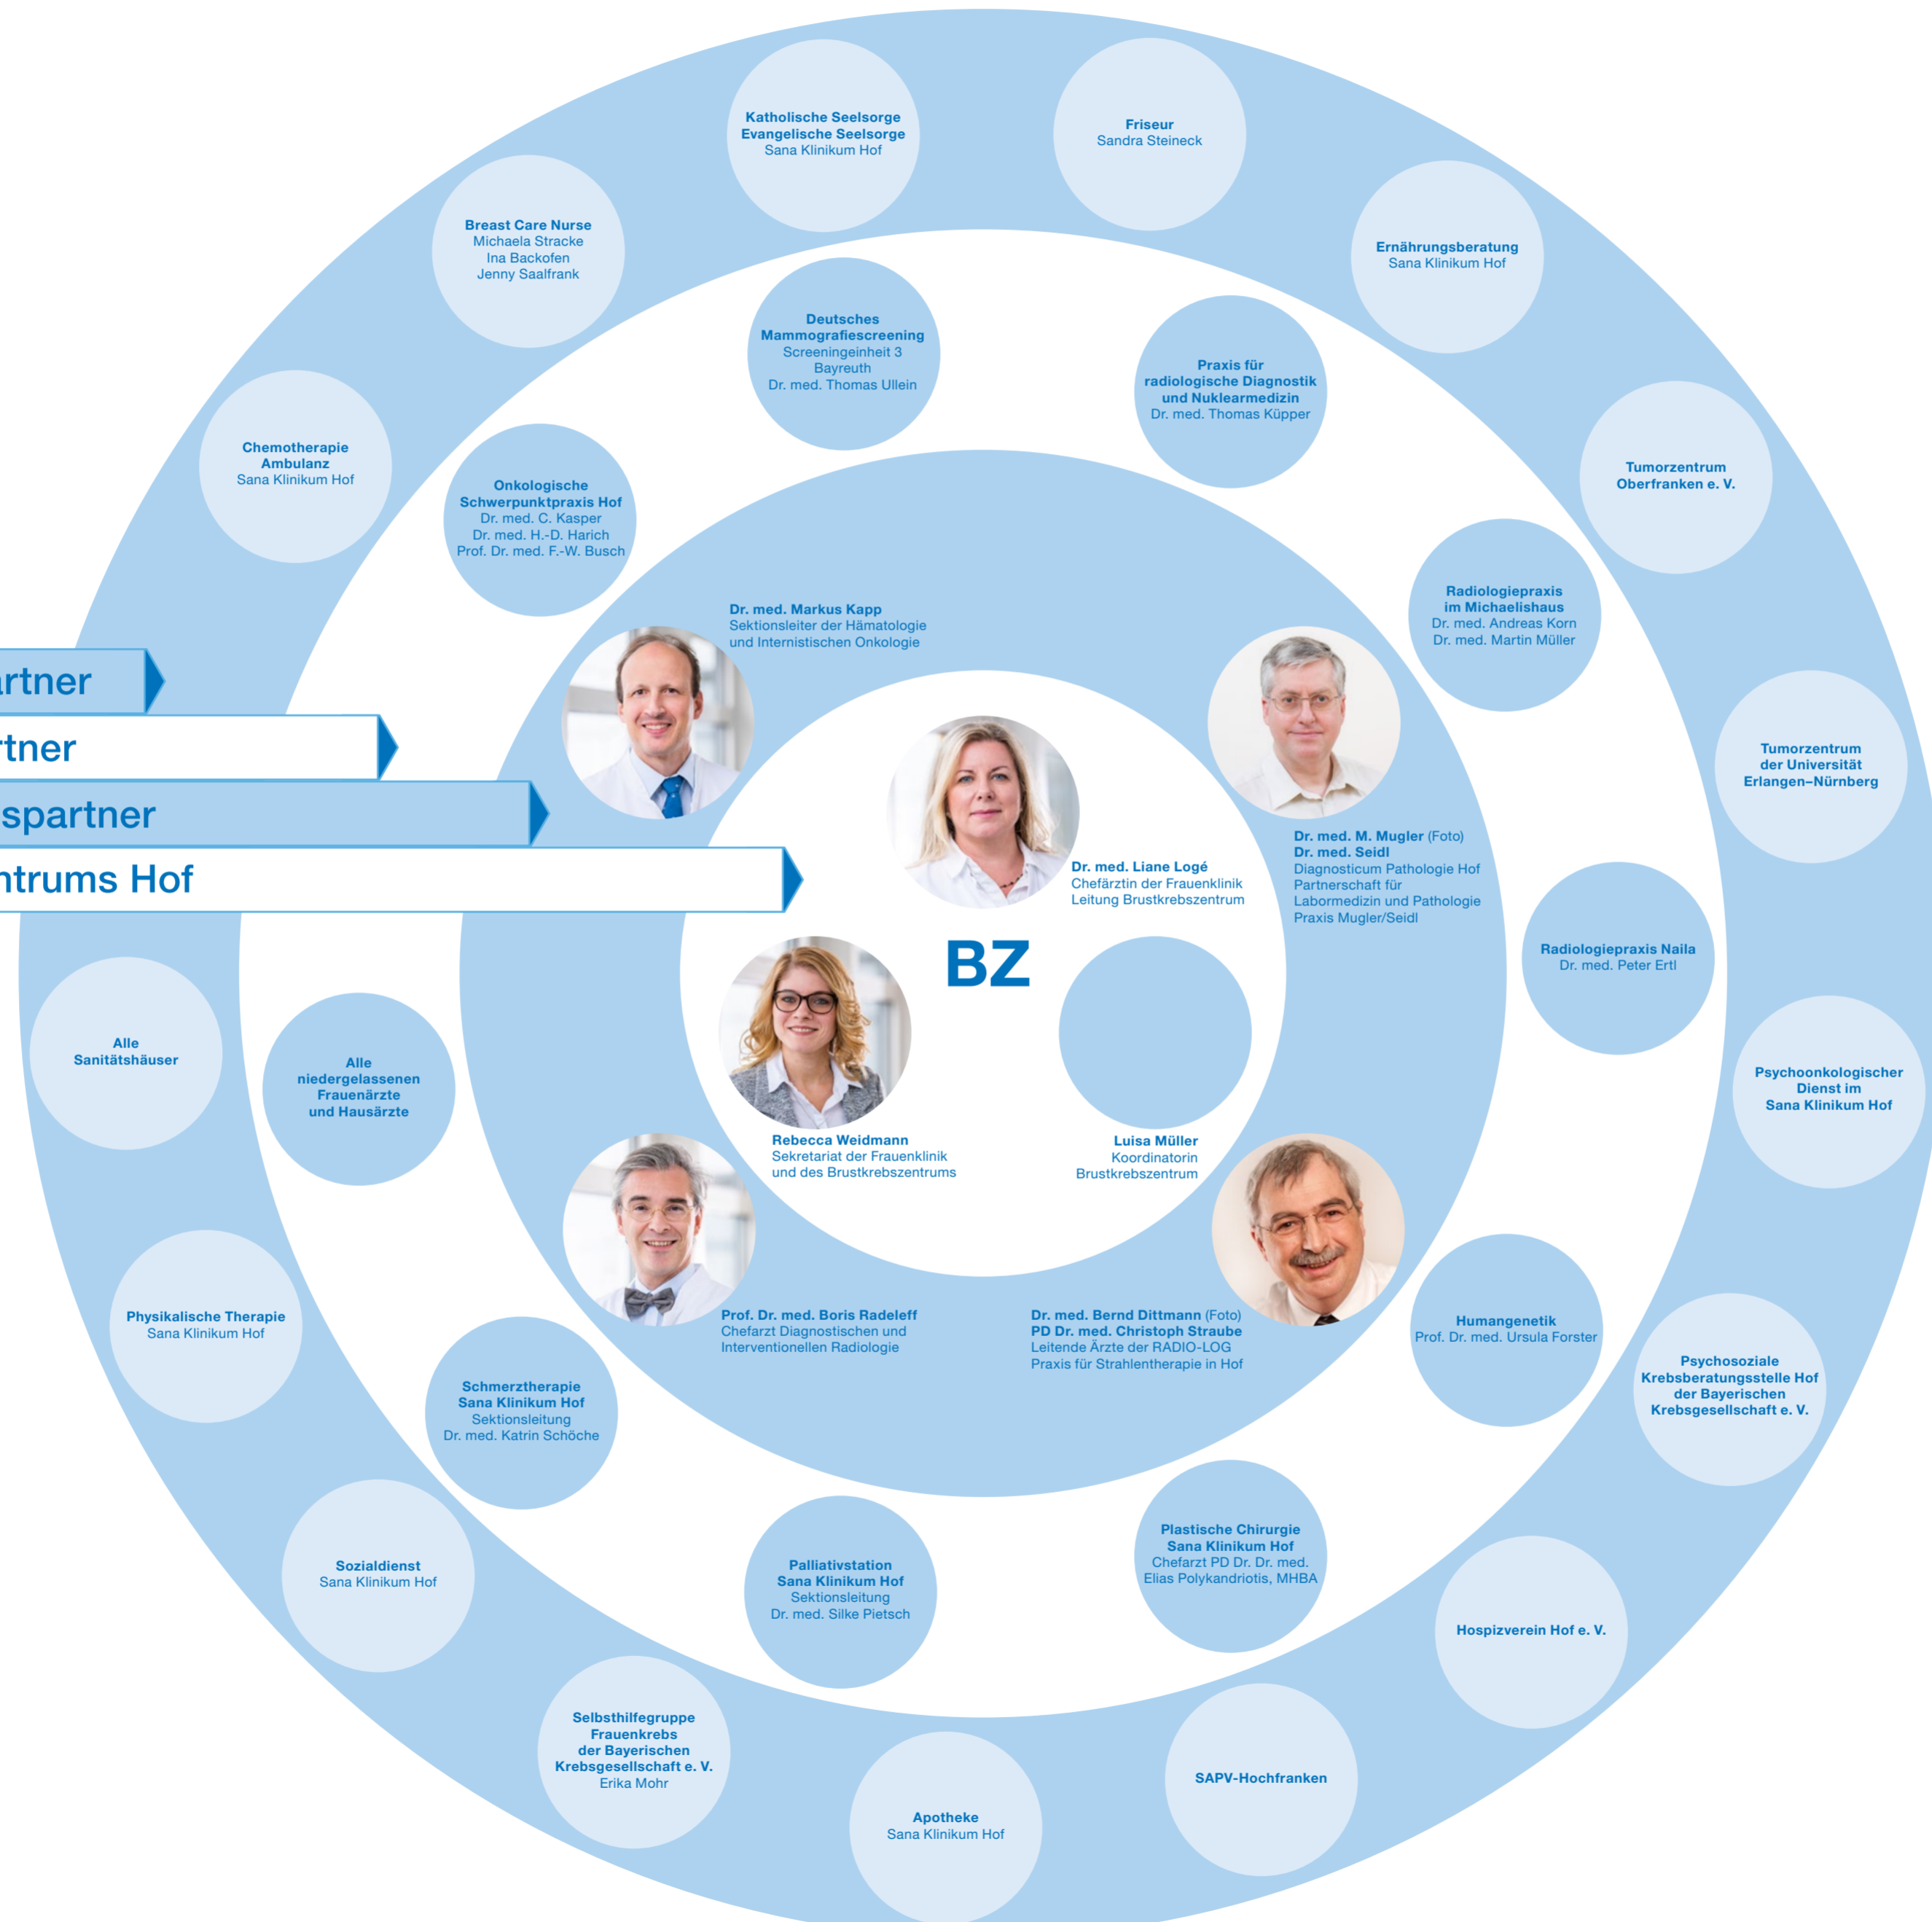 Katholische Seelsorge
Evangelische Seelsorge
Sana Klinikum Hof
Friseur
Sandra Steineck
Breast Care Nurse
Michaela Stracke
Ina Backofen
Jenny Saalfrank
Ernährungsberatung
Sana Klinikum Hof
Deutsches
Mammografiescreening
Screeningeinheit 3
Bayreuth
Dr. med. Thomas Ullein
Praxis für
radiologische Diagnostik
und Nuklearmedizin
Dr. med. Thomas Küpper
Chemotherapie
Ambulanz
Sana Klinikum Hof
Onkologische
Schwerpunktpraxis Hof
Dr. med. C. Kasper
Dr. med. H.-D. Harich
Prof. Dr. med. F.-W. Busch
Tumorzentrum
Oberfranken e. V.
Radiologiepraxis
im Michaelishaus
Dr. med. Andreas Korn
Dr. med. Martin Müller
Dr. med. Markus Kapp
Sektionsleiter der Hämatologie
und Internistischen Onkologie
artner
rtner
spartner
ntrums Hof
Tumorzentrum
der Universität
Erlangen–Nürnberg
Dr. med. Liane Logé
Chefärztin der Frauenklinik
Leitung Brustkrebszentrum
Dr. med. M. Mugler (Foto)
Dr. med. Seidl
Diagnosticum Pathologie Hof
Partnerschaft für
Labormedizin und Pathologie
Praxis Mugler/Seidl
BZ
Radiologiepraxis Naila
Dr. med. Peter Ertl
Alle
Sanitätshäuser
Alle
niedergelassenen
Frauenärzte
und Hausärzte
Psychoonkologischer
Dienst im
Sana Klinikum Hof
Rebecca Weidmann
Sekretariat der Frauenklinik
und des Brustkrebszentrums
Luisa Müller
Koordinatorin
Brustkrebszentrum
Physikalische Therapie
Sana Klinikum Hof
Prof. Dr. med. Boris Radeleff
Chefarzt Diagnostischen und
Interventionellen Radiologie
Dr. med. Bernd Dittmann (Foto)
PD Dr. med. Christoph Straube
Leitende Ärzte der RADIO-LOG
Praxis für Strahlentherapie in Hof
Humangenetik
Prof. Dr. med. Ursula Forster
Psychosoziale
Krebsberatungsstelle Hof
der Bayerischen
Krebsgesellschaft e. V.
Schmerztherapie
Sana Klinikum Hof
Sektionsleitung
Dr. med. Katrin Schöche
Plastische Chirurgie
Sana Klinikum Hof
Chefarzt PD Dr. Dr. med.
Elias Polykandriotis, MHBA
Sozialdienst
Sana Klinikum Hof
Palliativstation
Sana Klinikum Hof
Sektionsleitung
Dr. med. Silke Pietsch
Hospizverein Hof e. V.
Selbsthilfegruppe
Frauenkrebs
der Bayerischen
Krebsgesellschaft e. V.
Erika Mohr
SAPV-Hochfranken
Apotheke
Sana Klinikum Hof